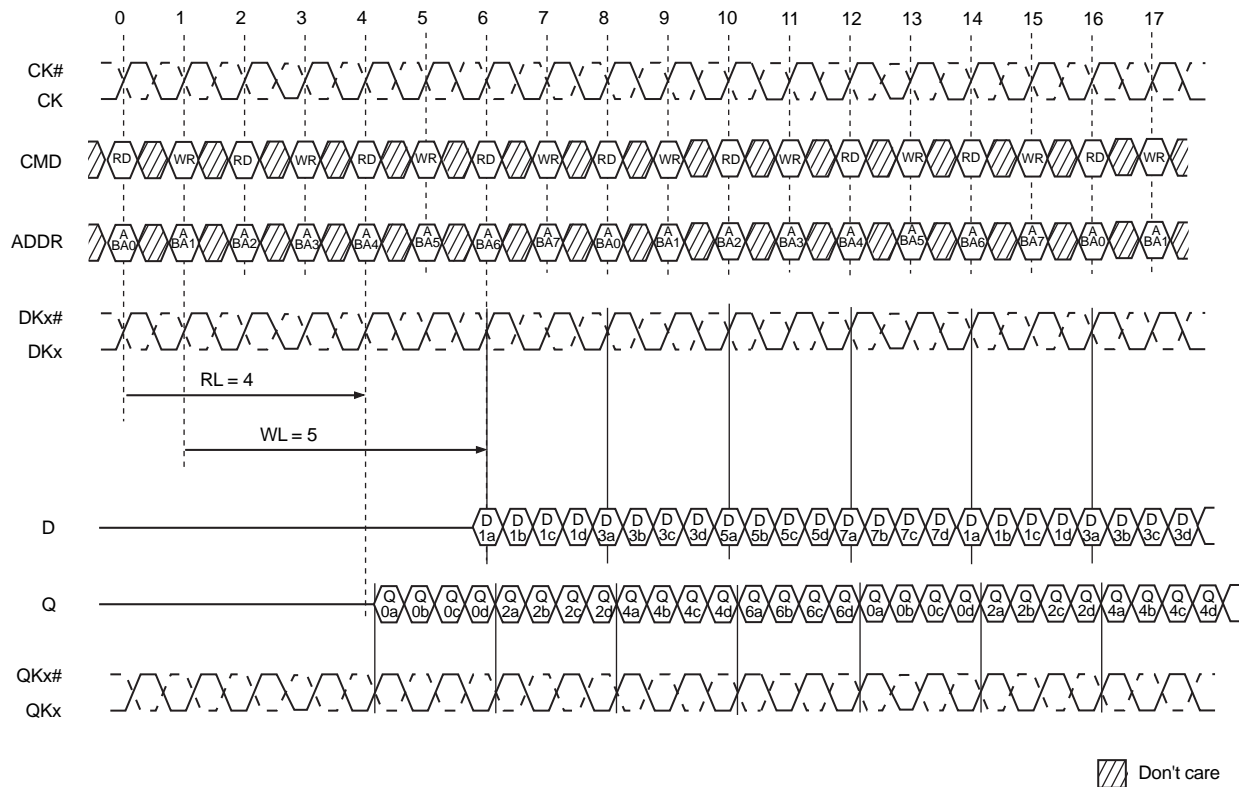 0 1 2 3 4 5 6 7 8 9 10 11 12 13 14 15 16 17
CK#
CK
CMD RD WR RD WR RD WR RD WR RD WR RD WR RD WR RD WR RD WR
ADDR A A A A A A A A A A A A A A A A A A
BA0 BA1 BA2 BA3 BA4 BA5 BA6 BA7 BA0 BA1 BA2 BA3 BA4 BA5 BA6 BA7 BA0 BA1
DKx#
DKx
RL = 4
WL = 5
D D D D D D D D D D D D D D D D D D D D D D D D D
1a 1b 1c 1d 3a 3b 3c 3d 5a 5b 5c 5d 7a 7b 7c 7d 1a 1b 1c 1d 3a 3b 3c 3d
Q Q Q Q Q Q Q Q Q Q Q Q Q Q Q Q Q Q Q Q Q Q Q Q Q Q Q Q Q
0a 0b 0c 0d 2a 2b 2c 2d 4a 4b 4c 4d 6a 6b 6c 6d 0a 0b 0c 0d 2a 2b 2c 2d 4a 4b 4c 4d
QKx#
QKx
Don't care